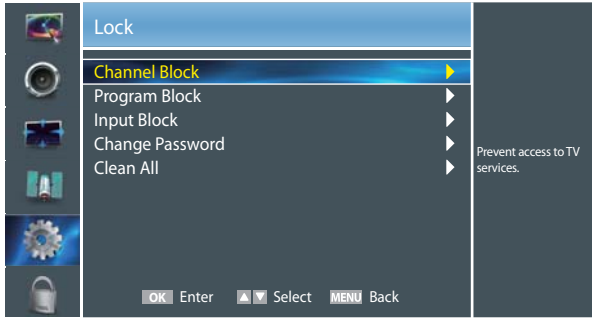 Lock
Channel Block
Program Block
Input Block
Change Password
Clean All
Prevent access to TV
services.
OK Enter ▲▼ Select MENU Back